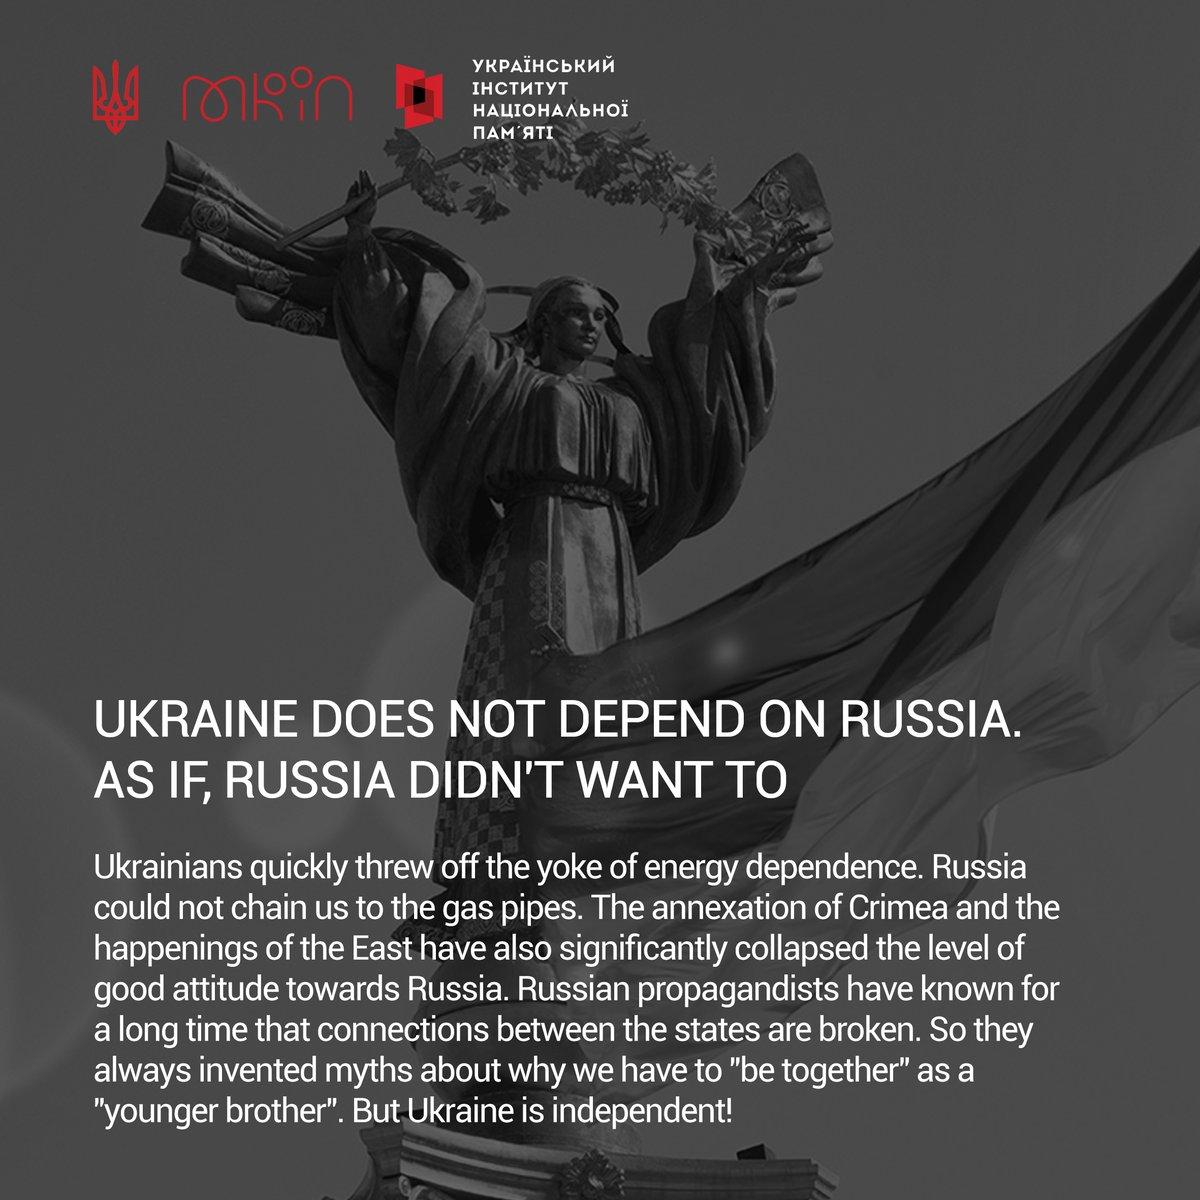 мкіп
УКРАЇНСЬКИЙ
ІНСТИТУТ
НАЦІОНАЛЬНОЇ
ПАМ´ЯТІ
UKRAINE DOES NOT DEPEND ON RUSSIA.
AS IF, RUSSIA DIDN'T WANT TO
Ukrainians quickly threw off the yoke of energy dependence. Russia
could not chain us to the gas pipes. The annexation of Crimea and the
happenings of the East have also significantly collapsed the level of
good attitude towards Russia. Russian propagandists have known for
a long time that connections between the states are broken. So they
always invented myths about why we have to "be together" as a
"younger brother". But Ukraine is independent!